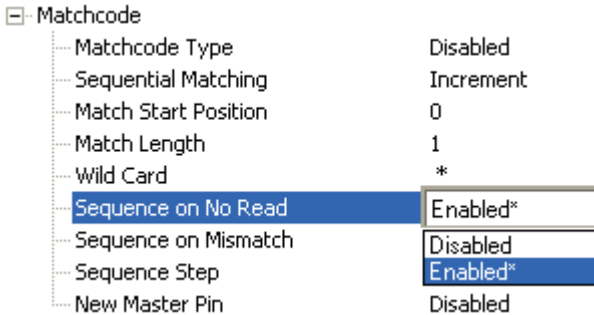 Matchcode
Matchcode Type Disabled
Sequential Matching Increment
Match Start Position 0
Match Length 1
Wild Card *
Sequence on No Read Enabled*
Sequence on Mismatch Disabled
Sequence Step Enabled*
New Master Pin Disabled